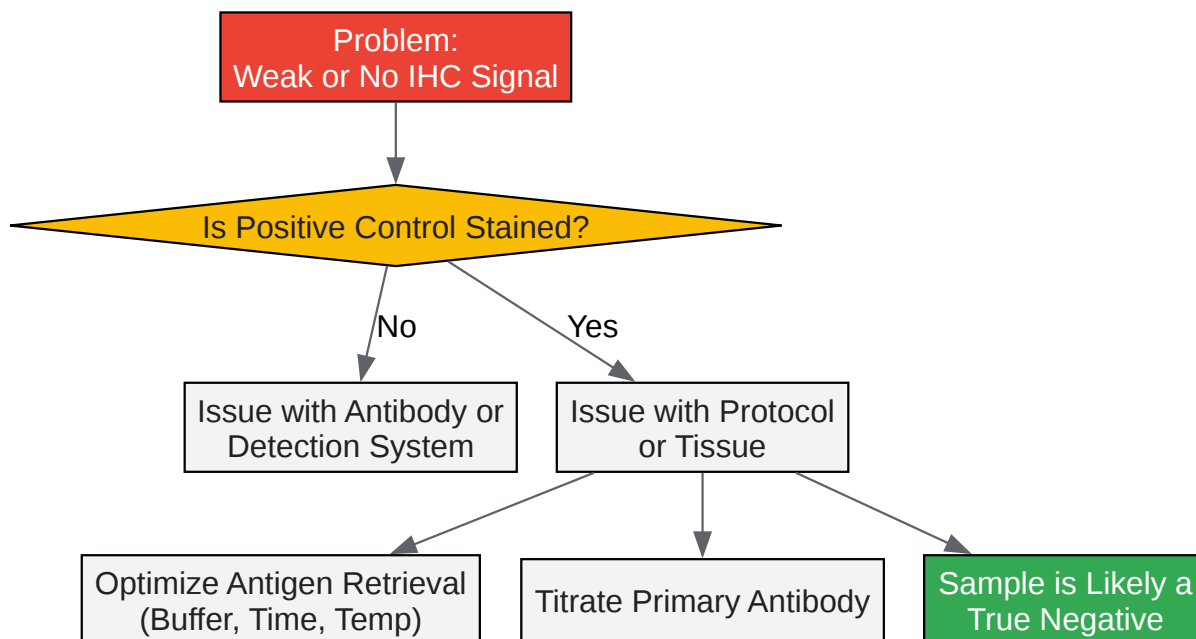 Problem:
Weak or No IHC Signal
Is Positive Control Stained?
No
Yes
Issue with Antibody or
Detection System
Issue with Protocol
or Tissue
Optimize Antigen Retrieval
(Buffer, Time, Temp)
Titrate Primary Antibody
Sample is Likely a
True Negative